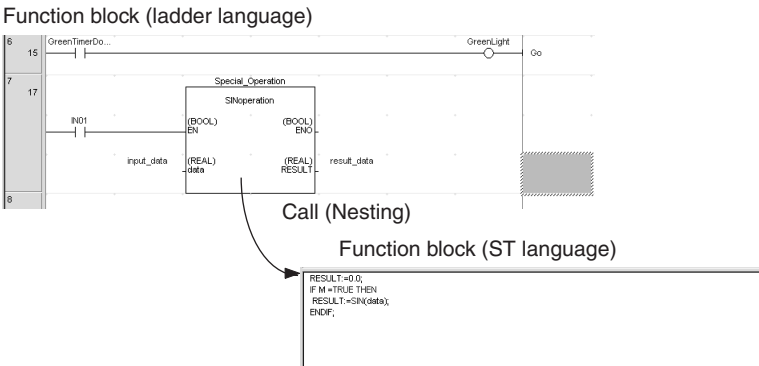 Function block (ladder language)
6
15
GreenTimerDo...
GreenLight
Go
7
17
Special_Operation
SINoperation
IN01
(BOOL)
EN
(BOOL)
ENO
input_data
(REAL)
data
(REAL)
RESULT
result_data
8
Call (Nesting)
Function block (ST language)
RESULT:=0.0;
IF M =TRUE THEN
RESULT:=SIN(data);
ENDIF;